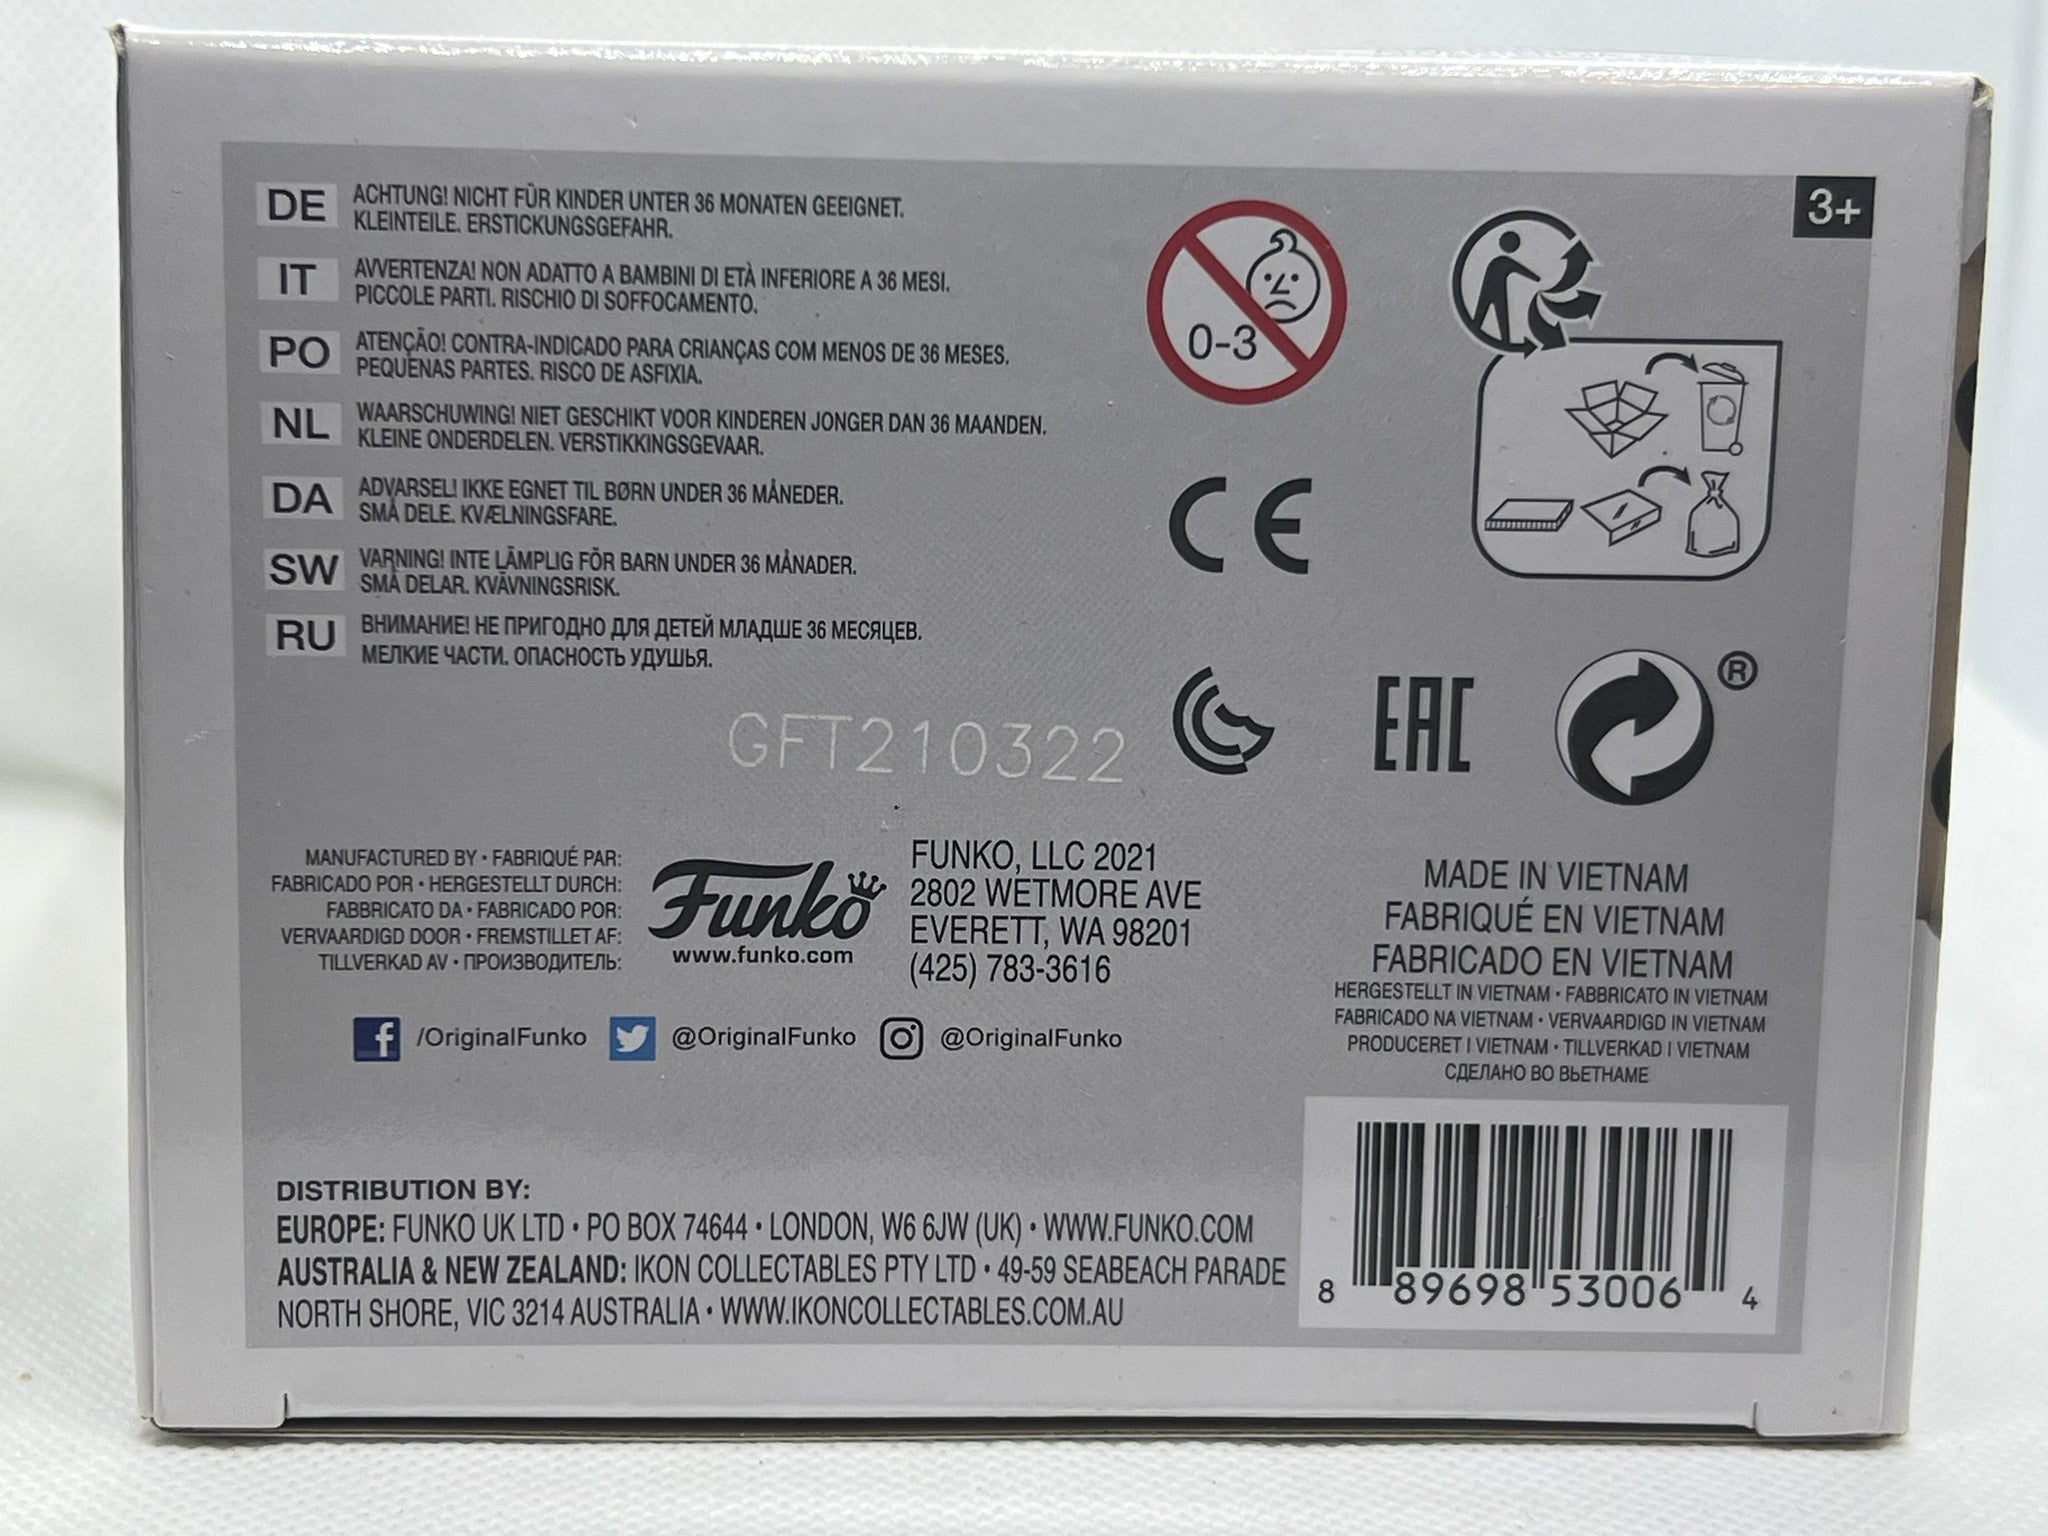 DE
ACHTUNG! NICHT FÜR KINDER UNTER 36 MONATEN GEEIGNET.
KLEINTEILE. ERSTICKUNGSGEFAHR.
IT
AVVERTENZA! NON ADATTO A BAMBINI DI ETÀ INFERIORE A 36 MESI.
PICCOLE PARTI. RISCHIO DI SOFFOCAMENTO.
PO
ATENÇÃO! CONTRA-INDICADO PARA CRIANÇAS COM MENOS DE 36 MESES.
PEQUENAS PARTES. RISCO DE ASFIXIA.
NL
WAARSCHUWING! NIET GESCHIKT VOOR KINDEREN JONGER DAN 36 MAANDEN.
KLEINE ONDERDELEN. VERSTIKKINGSGEVAAR.
DA
ADVARSEL! IKKE EGNET TIL BØRN UNDER 36 MÅNEDER.
SMÅ DELE. KVÆLNINGSFARE.
SW
VARNING! INTE LÄMPLIG FÖR BARN UNDER 36 MÅNADER.
SMÅ DELAR. KVÄVNINGSRISK.
RU
ВНИМАНИЕ! НЕ ПРИГОДНО ДЛЯ ДЕТЕЙ МЛАДШЕ 36 МЕСЯЦЕВ.
МЕЛКИЕ ЧАСТИ. ОПАСНОСТЬ УДУШЬЯ.
0-3
3+
CE
EAC
®
GFT210322
MANUFACTURED BY • FABRIQUÉ PAR:
FABRICADO POR • HERGESTELLT DURCH:
FABBRICATO DA • FABRICADO POR:
VERVAARDIGD DOOR • FREMSTILLET AF:
TILLVERKAD AV • ПРОИЗВОДИТЕЛЬ:
Funko
www.funko.com
FUNKO, LLC 2021
2802 WETMORE AVE
EVERETT, WA 98201
(425) 783-3616
/OriginalFunko @OriginalFunko @OriginalFunko
MADE IN VIETNAM
FABRIQUÉ EN VIETNAM
FABRICADO EN VIETNAM
HERGESTELLT IN VIETNAM • FABBRICATO IN VIETNAM
FABRICADO NA VIETNAM • VERVAARDIGD IN VIETNAM
PRODUCERET I VIETNAM • TILLVERKAD I VIETNAM
СДЕЛАНО ВО ВЬЕТНАМЕ
DISTRIBUTION BY:
EUROPE: FUNKO UK LTD • PO BOX 74644 • LONDON, W6 6JW (UK) • WWW.FUNKO.COM
AUSTRALIA & NEW ZEALAND: IKON COLLECTABLES PTY LTD • 49-59 SEABEACH PARADE
NORTH SHORE, VIC 3214 AUSTRALIA • WWW.IKONCOLLECTABLES.COM.AU
8 89698 53006 4